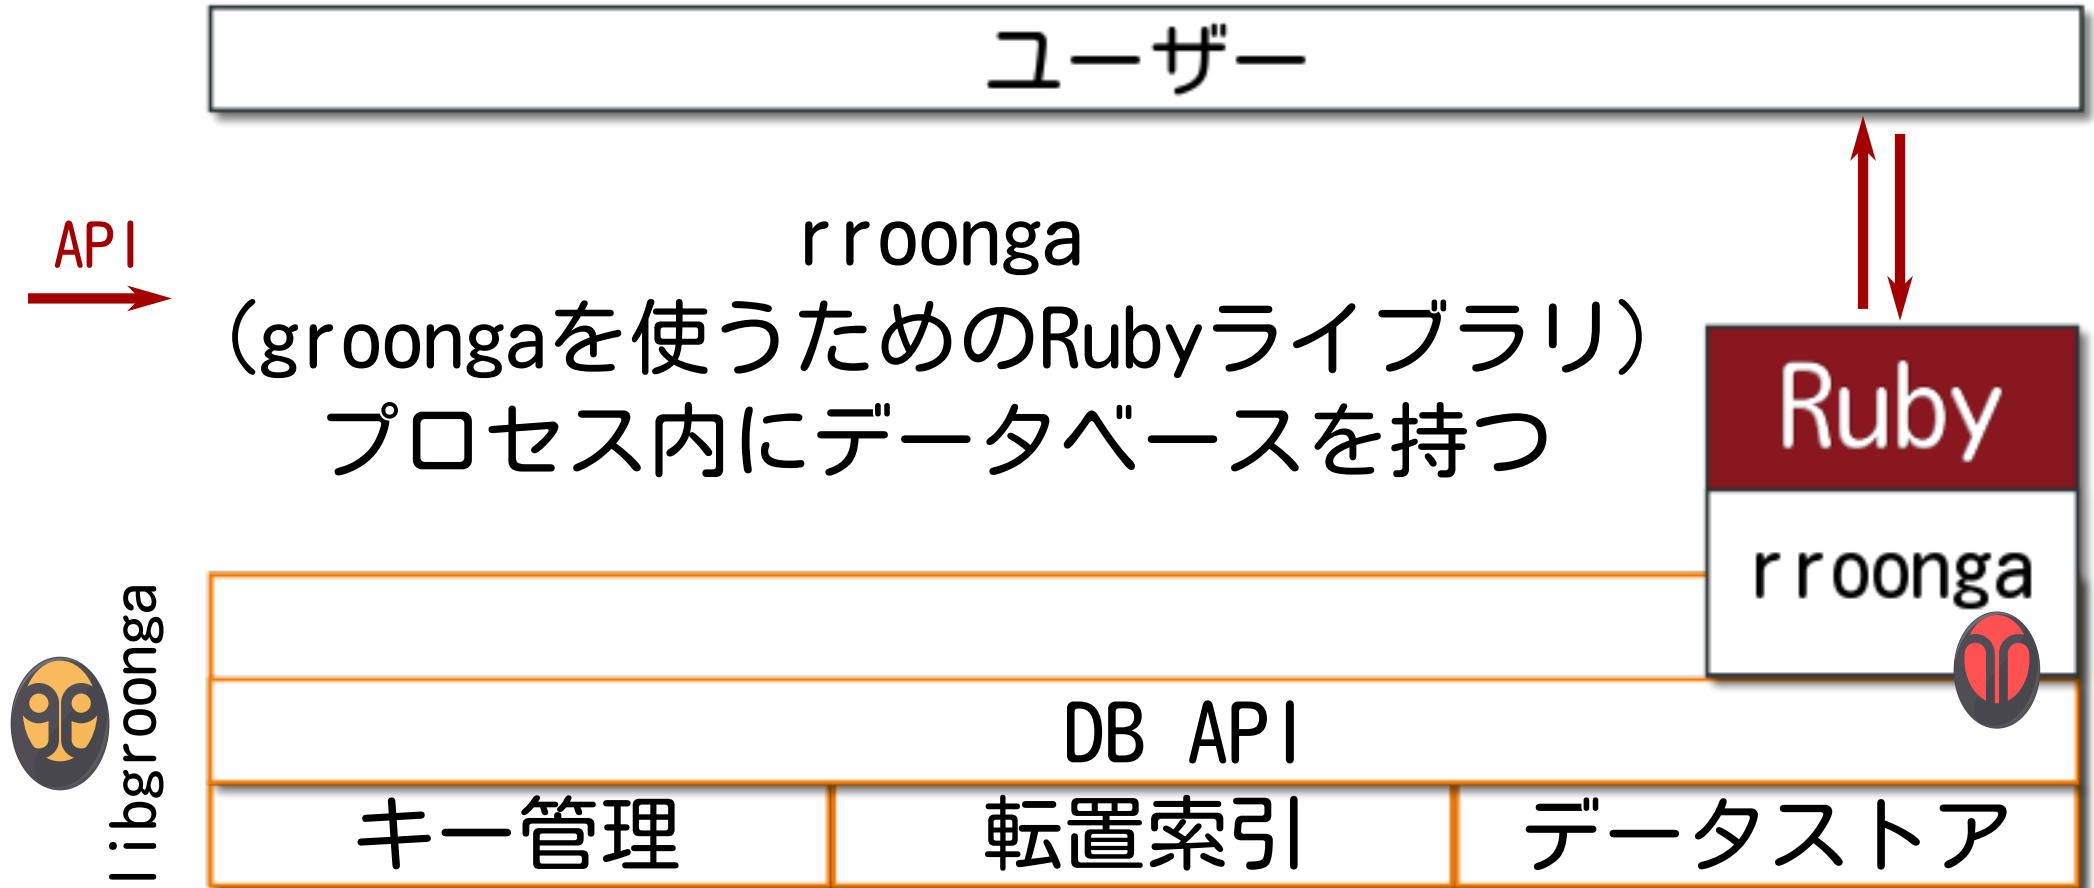 ユーザー
API
rroonga
(groongaを使うためのRubyライブラリ)
プロセス内にデータベースを持つ
Ruby
rroonga
libgroonga
DB API
キー管理
転置索引
データストア